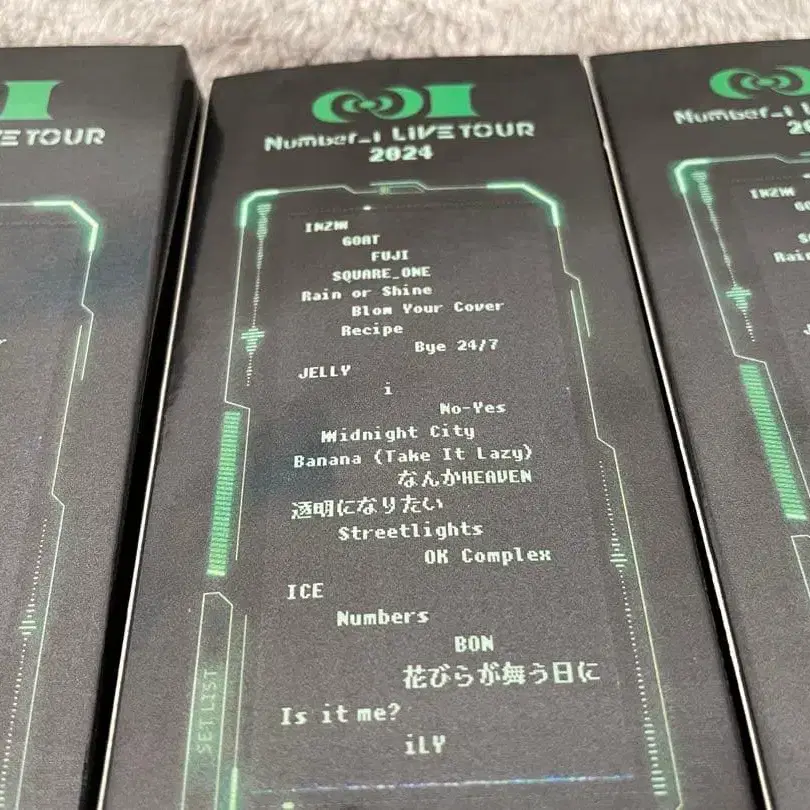 Number_i LIVE TOUR
2024
INZM
GOAT
FUJI
SQUARE_ONE
Rain or Shine
Blow Your Cover
Recipe
Bye 24/7
JELLY
i
No-Yes
Midnight City
Banana (Take It Lazy)
なんかHEAVEN
透明になりたい
Streetlights
OK Complex
ICE
Numbers
BON
花びらが舞う日に
Is it me?
iLY
SET LIST
TOUR
Number_i
INZM